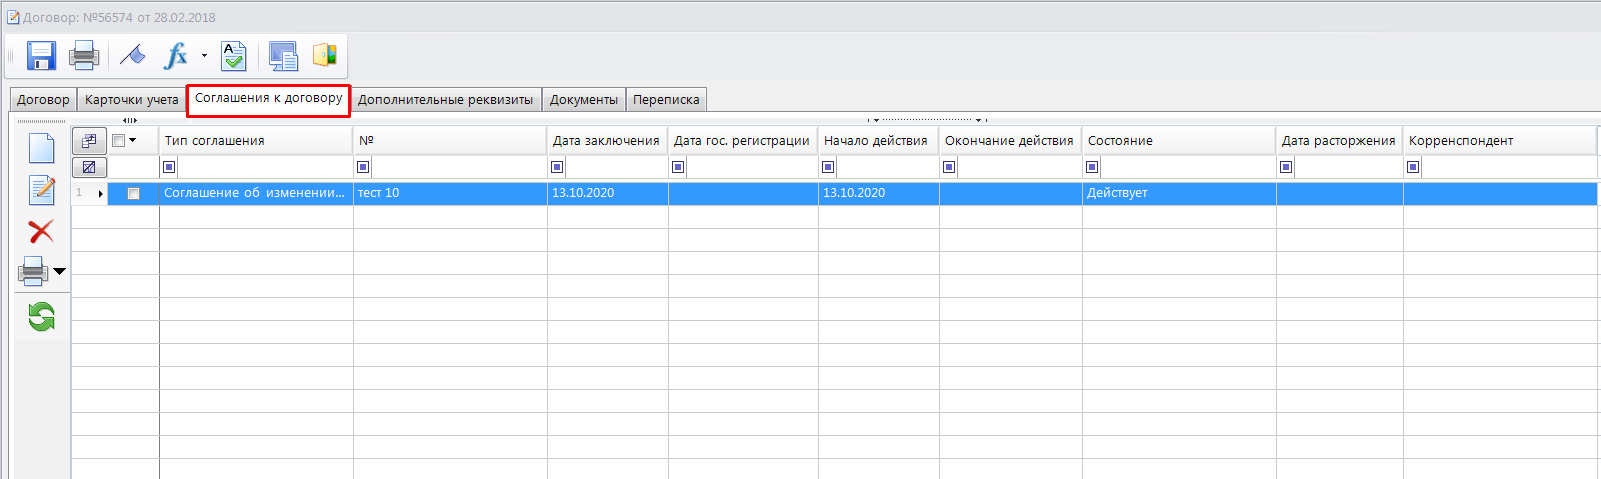 Договор: №56574 от 28.02.2018
Договор Карточки учета Соглашения к договору Дополнительные реквизиты Документы Переписка
Тип соглашения № Дата заключения Дата гос. регистрации Начало действия Окончание действия Состояние Дата расторжения Корренспондент
1 Соглашение об изменении... тест 10 13.10.2020 13.10.2020 Действует